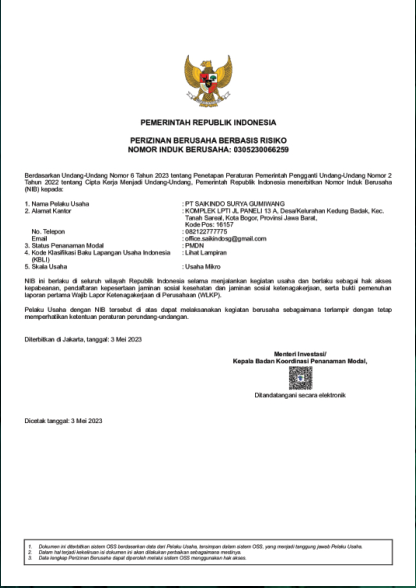 PEMERINTAH REPUBLIK INDONESIA
PERIZINAN BERUSAHA BERBASIS RISIKO
NOMOR INDUK BERUSAHA: 0305230066259
Berdasarkan Undang-Undang Nomor 6 Tahun 2023 tentang Penetapan Peraturan Pemerintah Pengganti Undang-Undang Nomor 2
Tahun 2022 tentang Cipta Kerja Menjadi Undang-Undang, Pemerintah Republik Indonesia menerbitkan Nomor Induk Berusaha
(NIB) kepada:
1. Nama Pelaku Usaha : PT SAIKINDO SURYA GUMIWANG
2. Alamat Kantor : KOMPLEK LPTI JL PANELI 13 A, Desa/Kelurahan Kedung Badak, Kec.
Tanah Sareal, Kota Bogor, Provinsi Jawa Barat,
Kode Pos: 16157
No. Telepon : 082122777775
Email : office.saikindosg@gmail.com
3. Status Penanaman Modal : PMDN
4. Kode Klasifikasi Baku Lapangan Usaha Indonesia : Lihat Lampiran
(KBLI)
5. Skala Usaha : Usaha Mikro
NIB ini berlaku di seluruh wilayah Republik Indonesia selama menjalankan kegiatan usaha dan berlaku sebagai hak akses
kepabeanan, pendaftaran kepesertaan jaminan sosial kesehatan dan jaminan sosial ketenagakerjaan, serta bukti pemenuhan
laporan pertama Wajib Lapor Ketenagakerjaan di Perusahaan (WLKP).
Pelaku Usaha dengan NIB tersebut di atas dapat melaksanakan kegiatan berusaha sebagaimana terlampir dengan tetap
memperhatikan ketentuan peraturan perundang-undangan.
Diterbitkan di Jakarta, tanggal: 3 Mei 2023
Menteri Investasi/
Kepala Badan Koordinasi Penanaman Modal,
Ditandatangani secara elektronik
Dicetak tanggal: 3 Mei 2023
1. Dokumen ini diterbitkan sistem OSS berdasarkan data dari Pelaku Usaha, tersimpan dalam sistem OSS, yang menjadi tanggung jawab Pelaku Usaha.
2. Dalam hal terjadi kekeliruan isi dokumen ini akan dilakukan perbaikan sebagaimana mestinya.
3. Data lengkap Perizinan Berusaha dapat diperoleh melalui sistem OSS menggunakan hak akses.